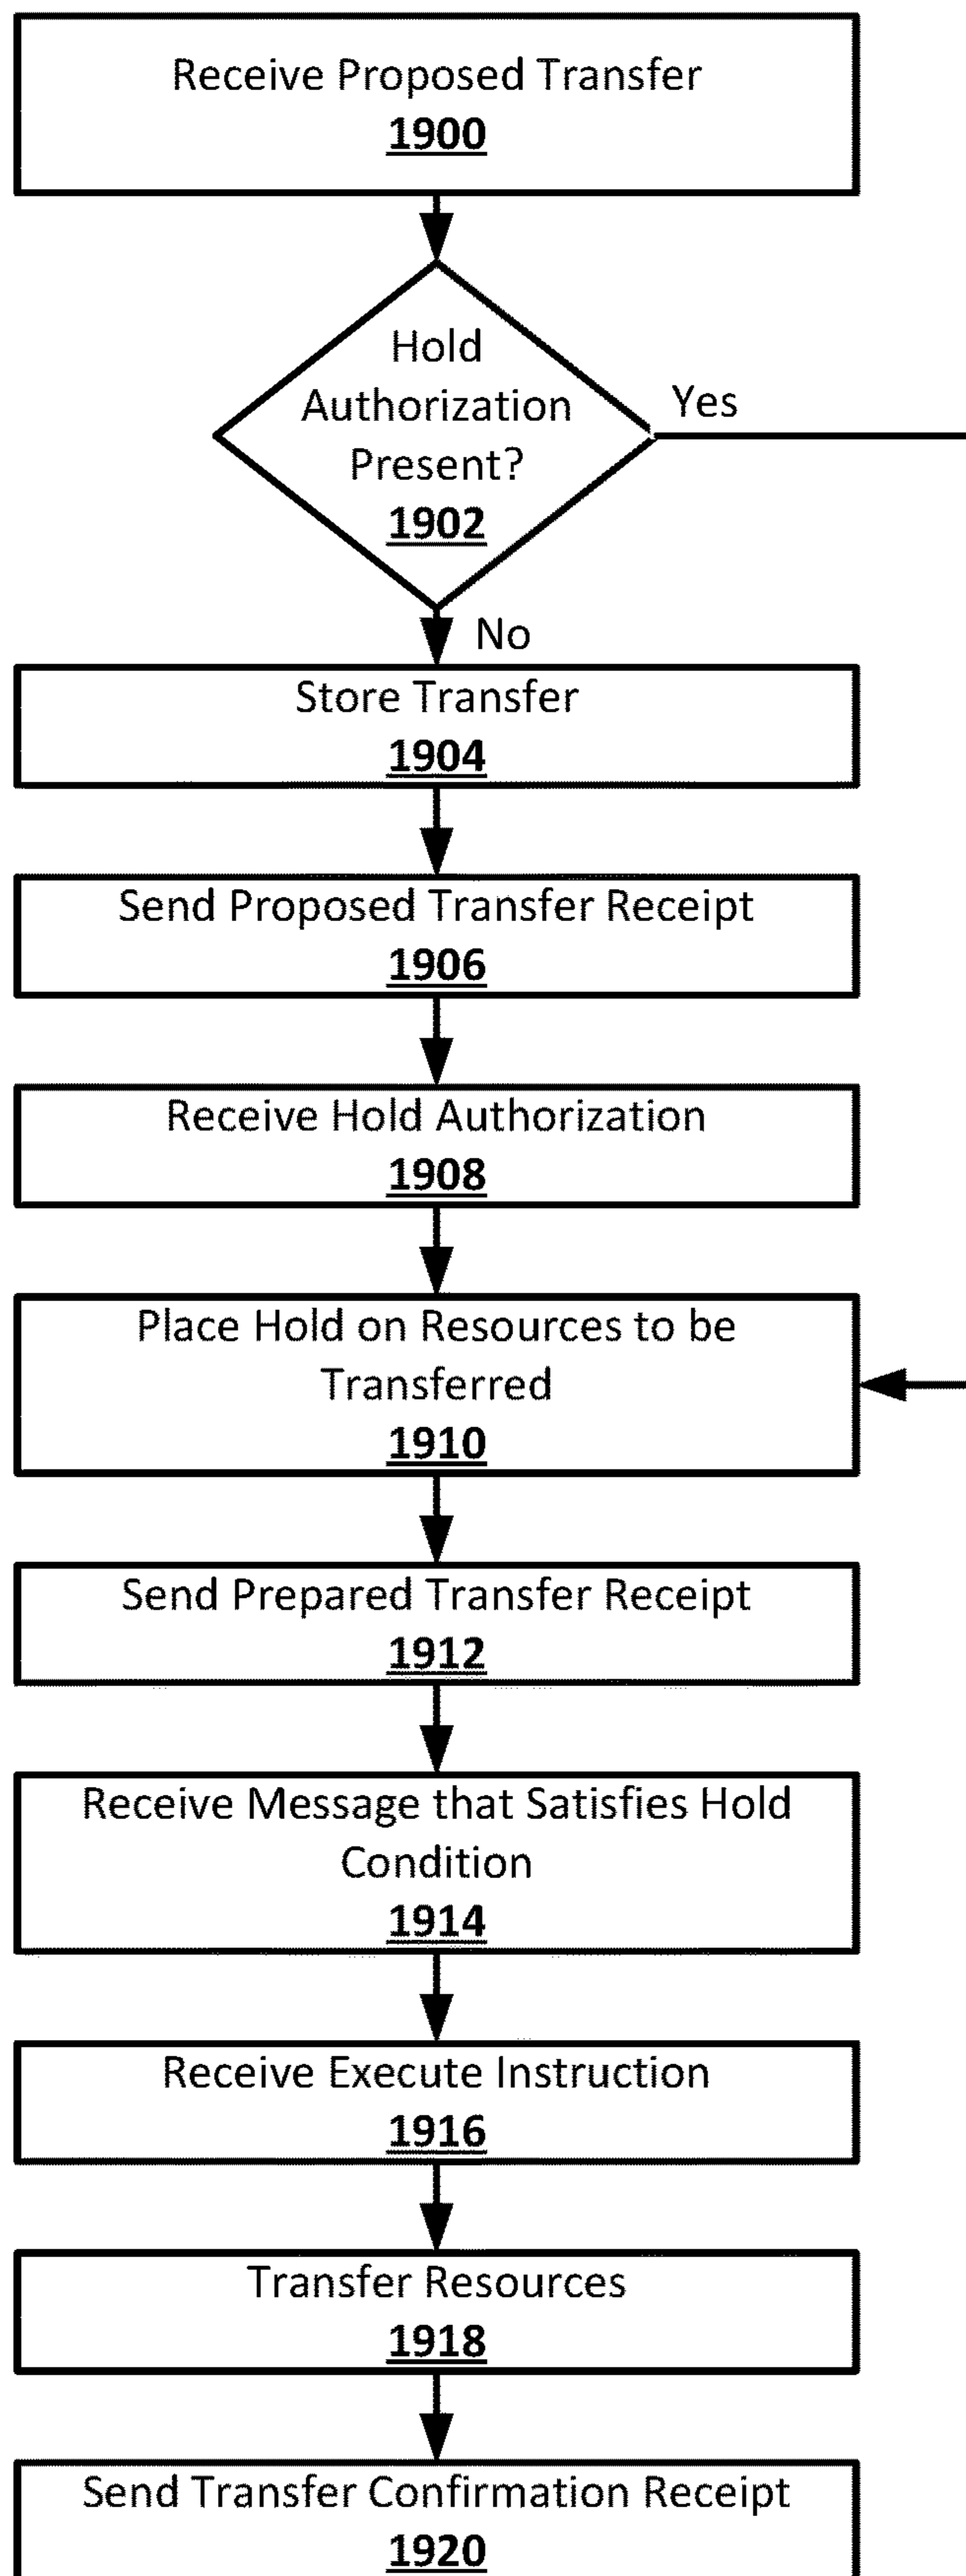 Receive Proposed Transfer
1900
Hold
Authorization
Present?
1902
Yes
No
Store Transfer
1904
Send Proposed Transfer Receipt
1906
Receive Hold Authorization
1908
Place Hold on Resources to be
Transferred
1910
Send Prepared Transfer Receipt
1912
Receive Message that Satisfies Hold
Condition
1914
Receive Execute Instruction
1916
Transfer Resources
1918
Send Transfer Confirmation Receipt
1920